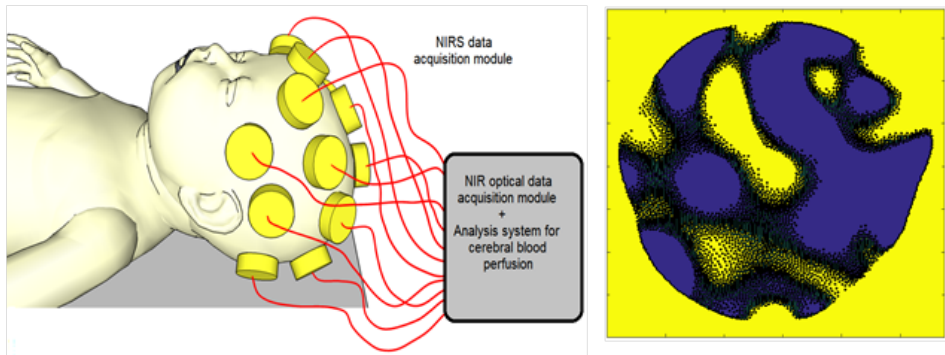 NIRS data
acquisition module
NIR optical data
acquisition module
+
Analysis system for
cerebral blood
perfusion